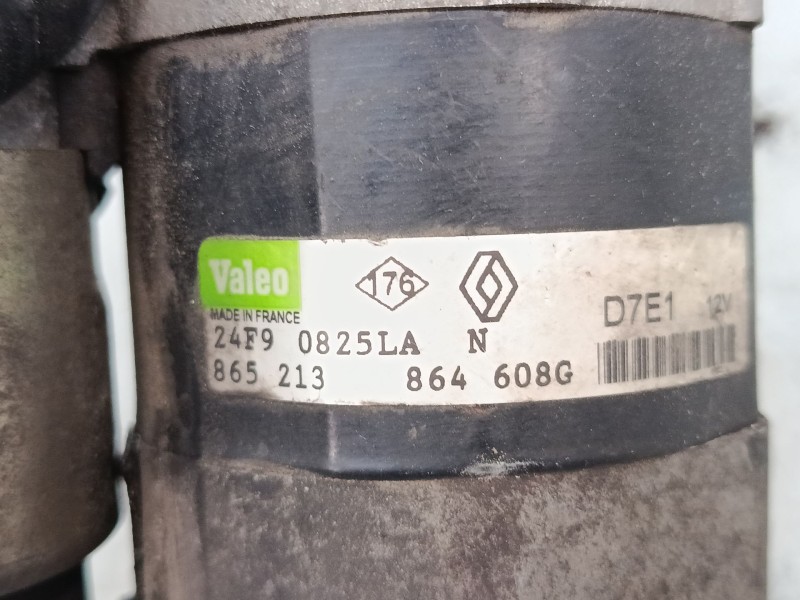 Valeo
176
D7E1 12V
MADE IN FRANCE
24F9 0825LA N
865 213 864 608G